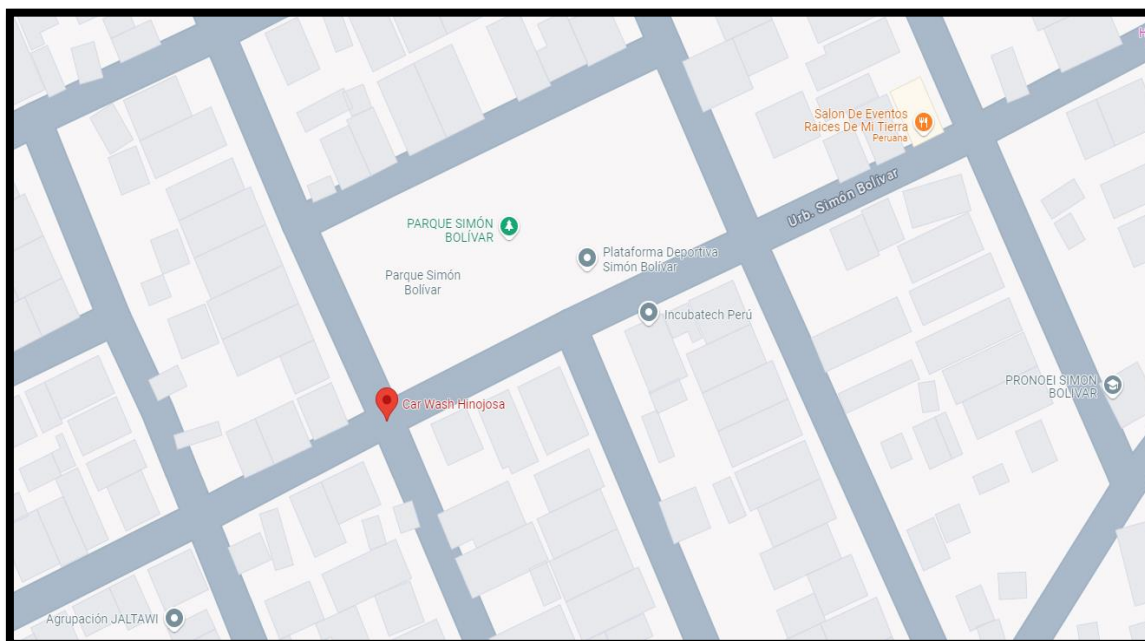 H
Salon De Eventos
Raices De Mi Tierra
Peruana
Urb. Simón Bolívar
PARQUE SIMÓN
BOLÍVAR
Plataforma Deportiva
Simón Bolívar
Parque Simón
Bolívar
Incubatech Perú
PRONOEI SIMON
BOLIVAR
Car Wash Hinojosa
Agrupación JALTAWI